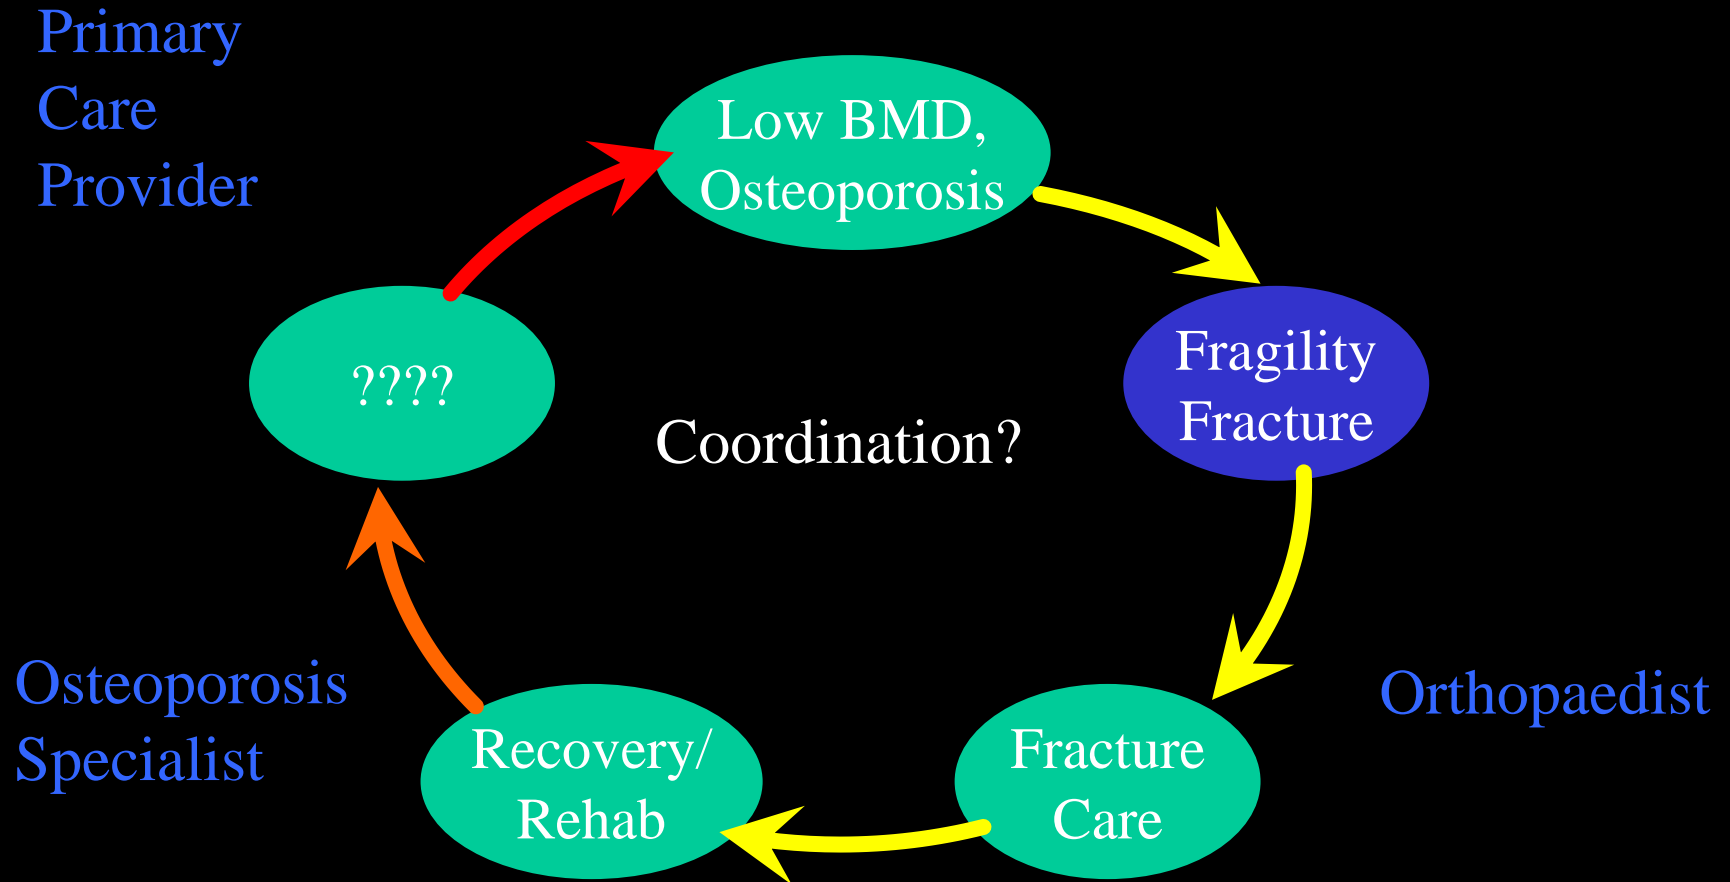 Primary
Care
Provider
Low BMD,
Osteoporosis
????
Fragility
Fracture
Coordination?
Osteoporosis
Specialist
Orthopaedist
Recovery/
Rehab
Fracture
Care